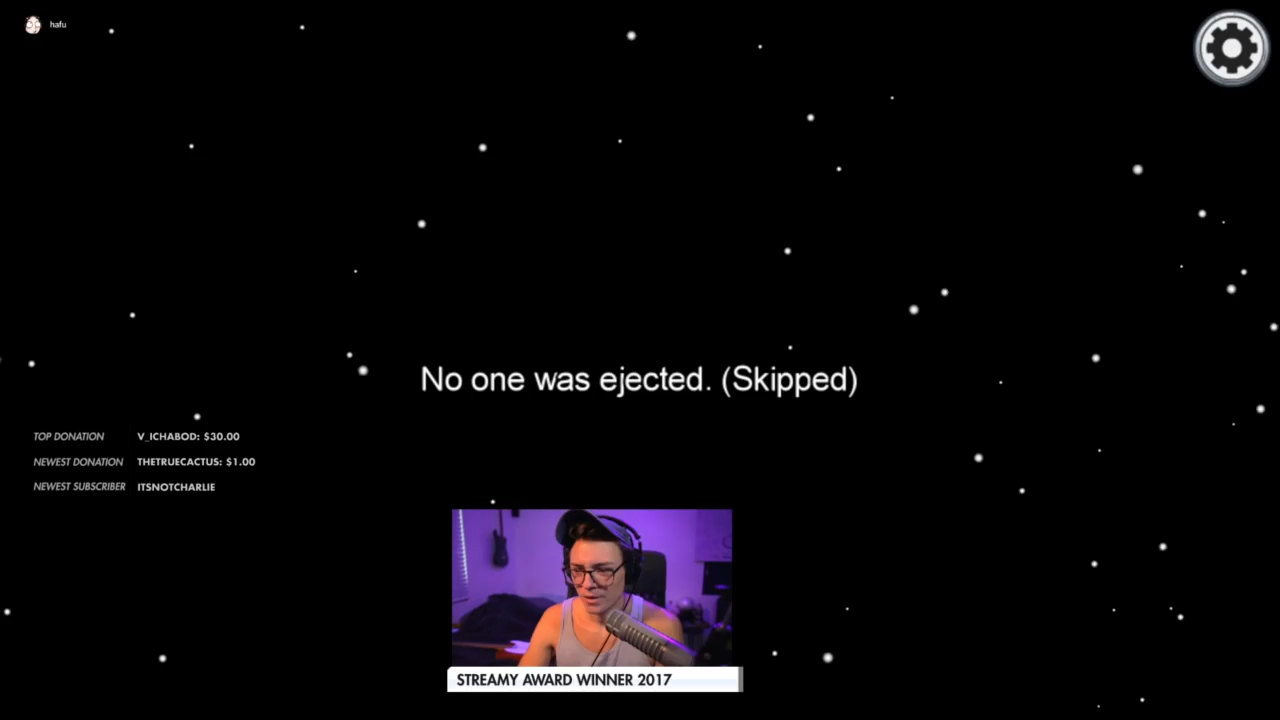 hafu
No one was ejected. (Skipped)
TOP DONATION V_ICHABOD: $30.00
NEWEST DONATION THETRUECACTUS: $1.00
NEWEST SUBSCRIBER ITSNOTCHARLIE
STREAMY AWARD WINNER 2017